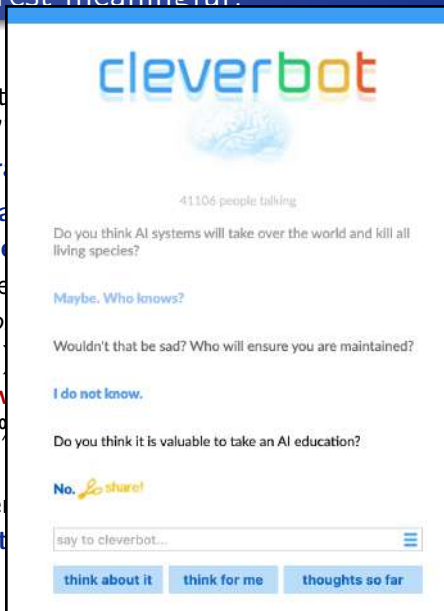 cleverbot
41106 people talking
Do you think AI systems will take over the world and kill all
living species?
Maybe. Who knows?
Wouldn't that be sad? Who will ensure you are maintained?
I do not know.
Do you think it is valuable to take an AI education?
No. share!
say to cleverbot...
think about it think for me thoughts so far